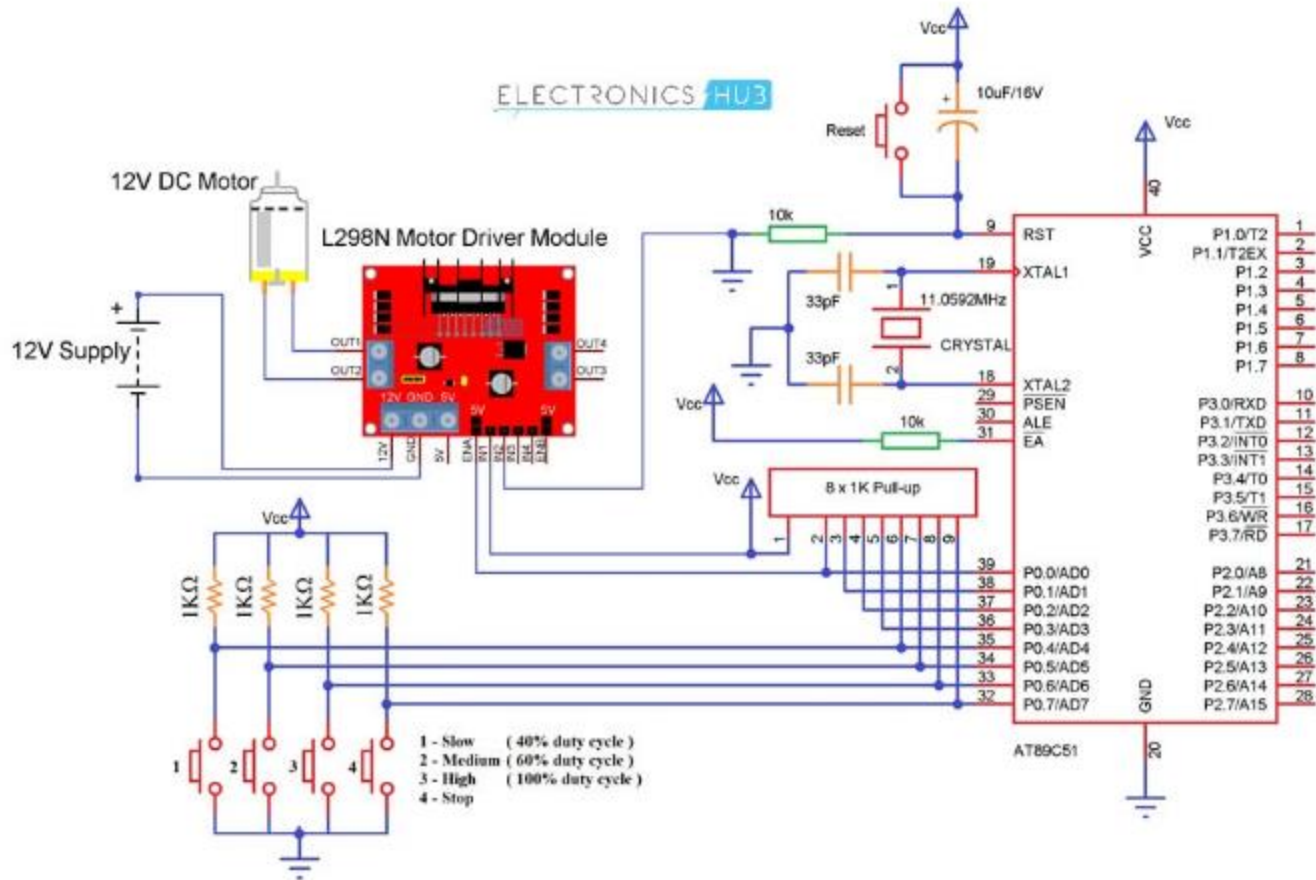 ELECTRONICS HUB
Vcc
10uF/16V
+
Reset
Vcc
12V DC Motor
L298N Motor Driver Module
12V Supply
+
OUT1
OUT2
OUT4
OUT3
12V GND 5V
5V
5V
12V
GND
5V
ENA
IN1
IN2
IN3
IN4
ENB
10k
33pF
33pF
1
11.0592MHz
CRYSTAL
2
Vcc
10k
Vcc
8 x 1K Pull-up
1 2 3 4 5 6 7 8 9
40
VCC
9 RST
19 XTAL1
18 XTAL2
29 PSEN
30 ALE
31 EA
39 P0.0/AD0
38 P0.1/AD1
37 P0.2/AD2
36 P0.3/AD3
35 P0.4/AD4
34 P0.5/AD5
33 P0.6/AD6
32 P0.7/AD7
P1.0/T2 1
P1.1/T2EX 2
P1.2 3
P1.3 4
P1.4 5
P1.5 6
P1.6 7
P1.7 8
P3.0/RXD 10
P3.1/TXD 11
P3.2/INT0 12
P3.3/INT1 13
P3.4/T0 14
P3.5/T1 15
P3.6/WR 16
P3.7/RD 17
P2.0/A8 21
P2.1/A9 22
P2.2/A10 23
P2.3/A11 24
P2.4/A12 25
P2.5/A13 26
P2.6/A14 27
P2.7/A15 28
GND
20
AT89C51
Vcc
1KΩ
1KΩ
1KΩ
1KΩ
1
2
3
4
1 - Slow ( 40% duty cycle )
2 - Medium ( 60% duty cycle )
3 - High ( 100% duty cycle )
4 - Stop